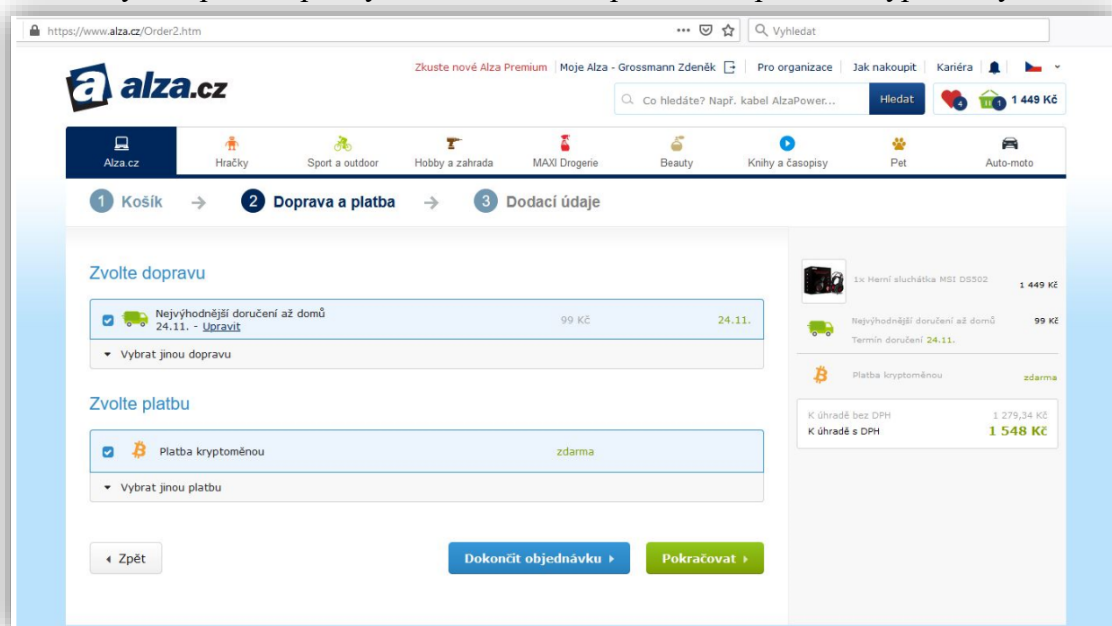 https://www.alza.cz/Order2.htm
Vyhledat
alza.cz
Zkuste nové Alza Premium
Moje Alza - Grossmann Zdeněk
Pro organizace
Jak nakoupit
Kariéra
Co hledáte? Např. kabel AlzaPower...
Hledat
4
1
1 449 Kč
Alza.cz
Hračky
Sport a outdoor
Hobby a zahrada
MAXI Drogerie
Beauty
Knihy a časopisy
Pet
Auto-moto
1 Košík
2 Doprava a platba
3 Dodací údaje
Zvolte dopravu
Nejvýhodnější doručení až domů
24.11. - Upravit
99 Kč
24.11.
Vybrat jinou dopravu
Zvolte platbu
Platba kryptoměnou
zdarma
Vybrat jinou platbu
Zpět
Dokončit objednávku
Pokračovat
1x Herní sluchátka MSI DS502
1 449 Kč
Nejvýhodnější doručení až domů
99 Kč
Termín doručení 24.11.
Platba kryptoměnou
zdarma
K úhradě bez DPH
1 279,34 Kč
K úhradě s DPH
1 548 Kč